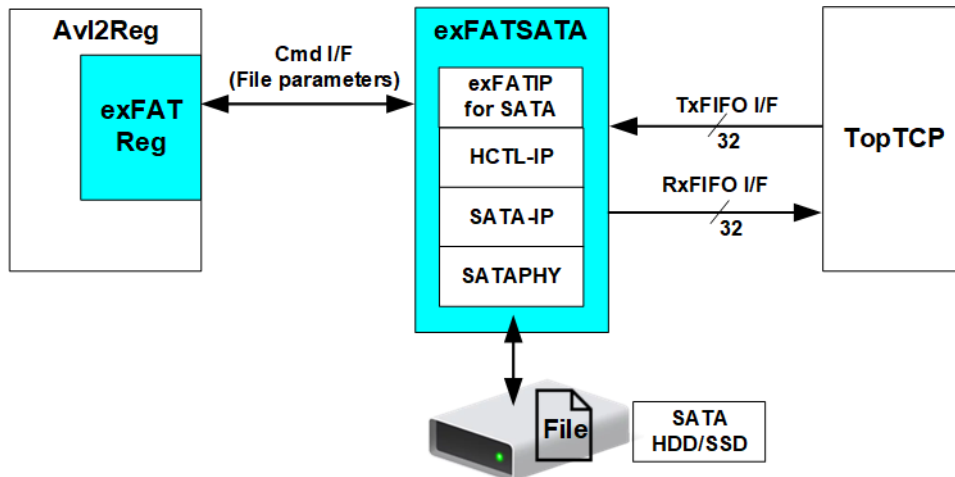 Avl2Reg
exFAT
Reg
Cmd I/F
(File parameters)
exFATSATA
exFATIP
for SATA
HCTL-IP
SATA-IP
SATAPHY
TxFIFO I/F
32
RxFIFO I/F
32
TopTCP
File
SATA
HDD/SSD